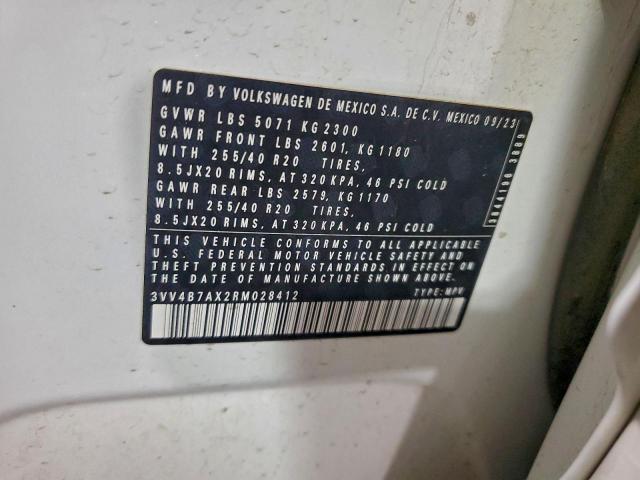 MFD BY VOLKSWAGEN DE MEXICO S.A. DE C.V. MEXICO 09/23
GVWR LBS 5071 KG 2300
GAWR FRONT LBS 2601, KG 1180
WITH 255/40 R20 TIRES,
8.5JX20 RIMS, AT 320 KPA, 46 PSI COLD
GAWR REAR LBS 2579, KG 1170
WITH 255/40 R20 TIRES,
8.5JX20 RIMS, AT 320 KPA, 46 PSI COLD
THIS VEHICLE CONFORMS TO ALL APPLICABLE
U.S. FEDERAL MOTOR VEHICLE SAFETY AND
THEFT PREVENTION STANDARDS IN EFFECT ON
THE DATE OF MANUFACTURE SHOWN ABOVE.
3VV4B7AX2RM028412 TYPE: MPV